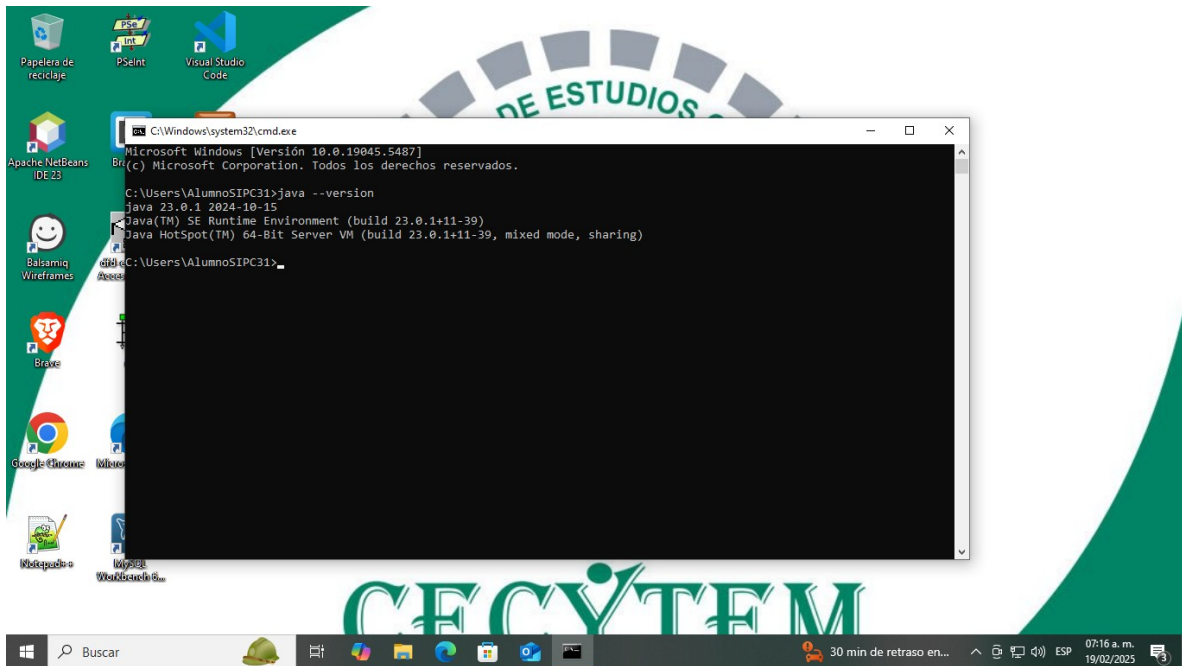 Papelera de
reciclaje
PSe
Int
PSeInt
Visual Studio
Code
DE ESTUDIOS
Apache NetBeans
IDE 23
C:\Windows\system32\cmd.exe
Microsoft Windows [Versión 10.0.19045.5487]
(c) Microsoft Corporation. Todos los derechos reservados.
C:\Users\AlumnoSIPC31>java --version
java 23.0.1 2024-10-15
Java(TM) SE Runtime Environment (build 23.0.1+11-39)
Java HotSpot(TM) 64-Bit Server VM (build 23.0.1+11-39, mixed mode, sharing)
C:\Users\AlumnoSIPC31>
Balsamiq
Wireframes
Brave
Google Chrome
Notepad++
MySQL
Workbench 6...
CECYTEM
Buscar
30 min de retraso en...
ESP
07:16 a. m.
19/02/2025
3